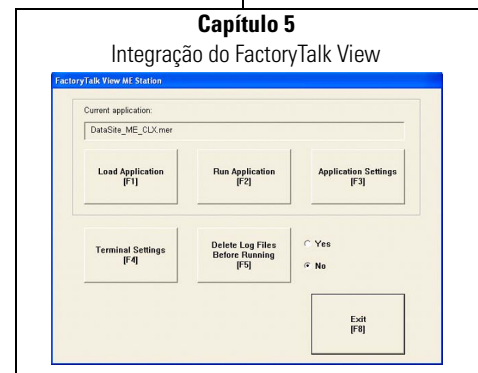 Capítulo 5
Integração do FactoryTalk View
FactoryTalk View ME Station
Current application:
DataSite_ME_CLX.mer
Load Application
[F1]
Run Application
[F2]
Application Settings
[F3]
Terminal Settings
[F4]
Delete Log Files
Before Running
[F5]
Yes
No
Exit
[F8]